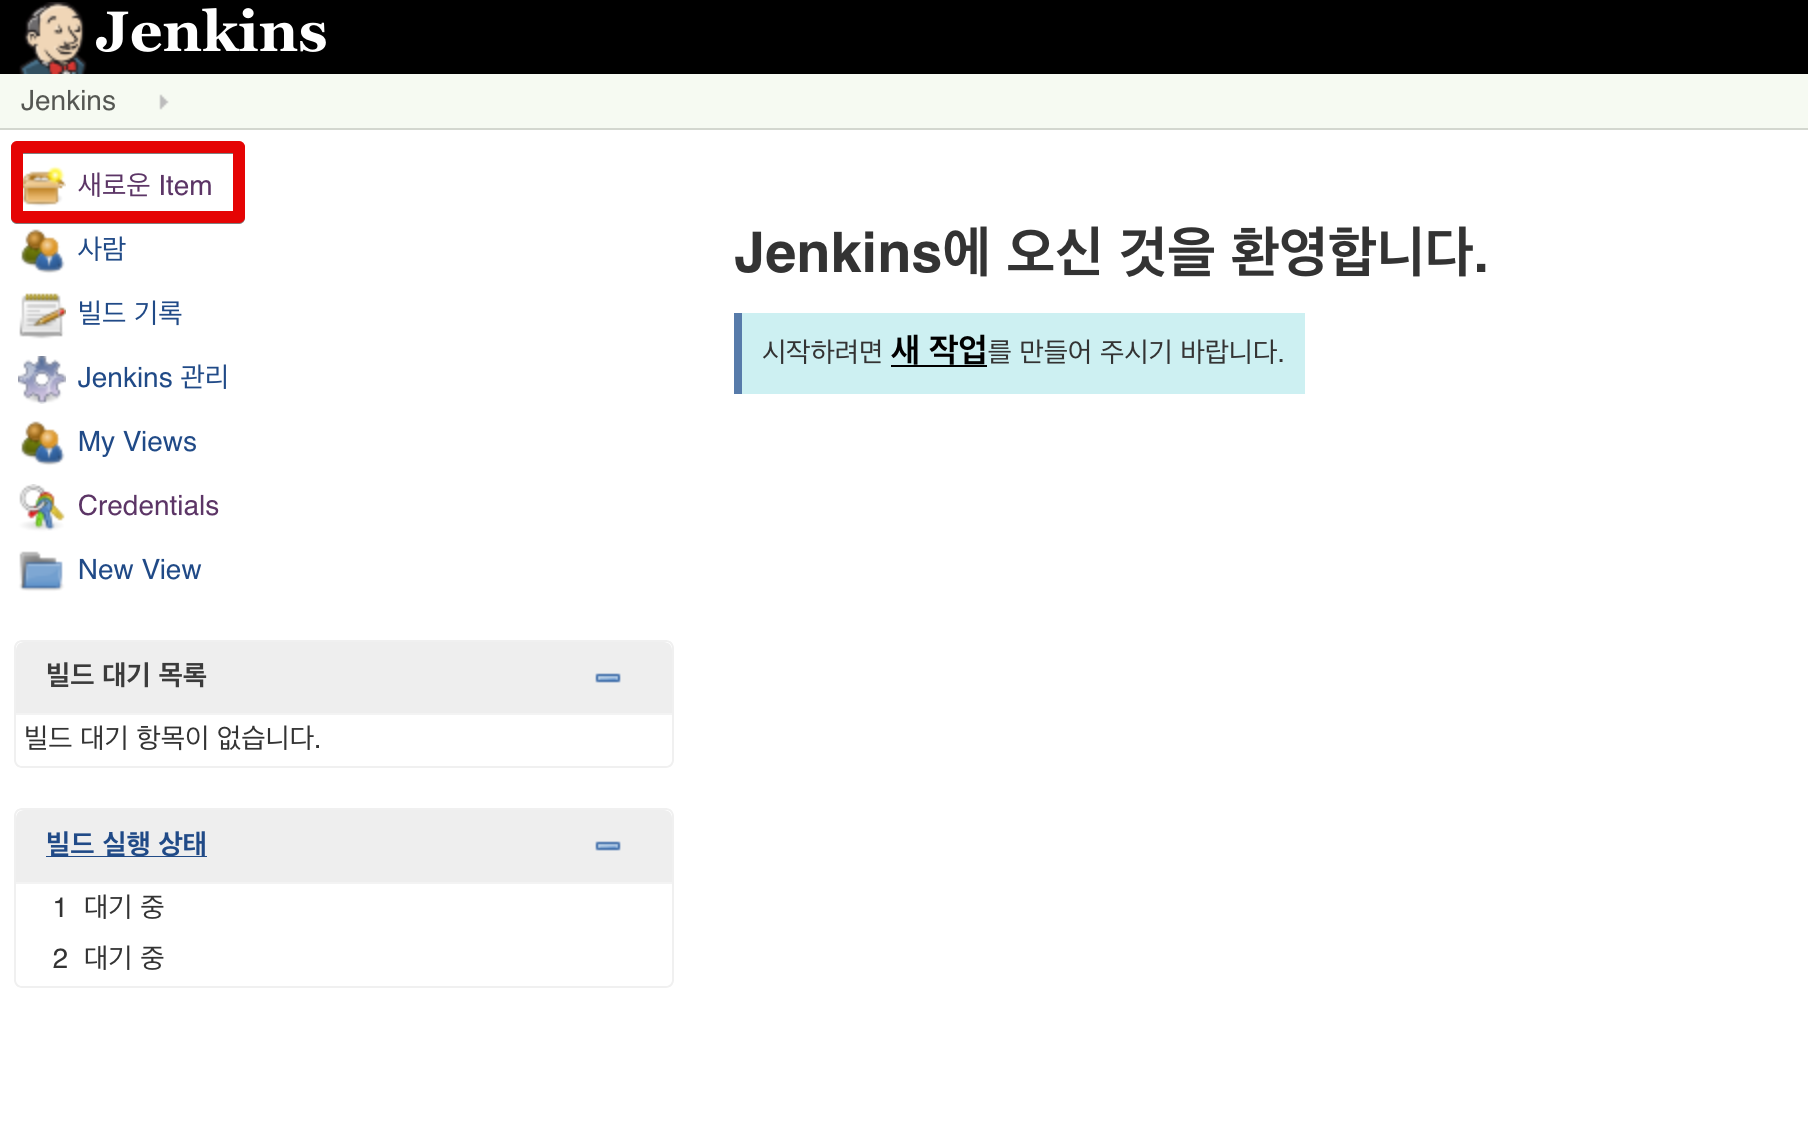 Jenkins
Jenkins
새로운 Item
사람
빌드 기록
Jenkins 관리
My Views
Credentials
New View
빌드 대기 목록
빌드 대기 항목이 없습니다.
빌드 실행 상태
1 대기 중
2 대기 중
Jenkins에 오신 것을 환영합니다.
시작하려면 새 작업를 만들어 주시기 바랍니다.